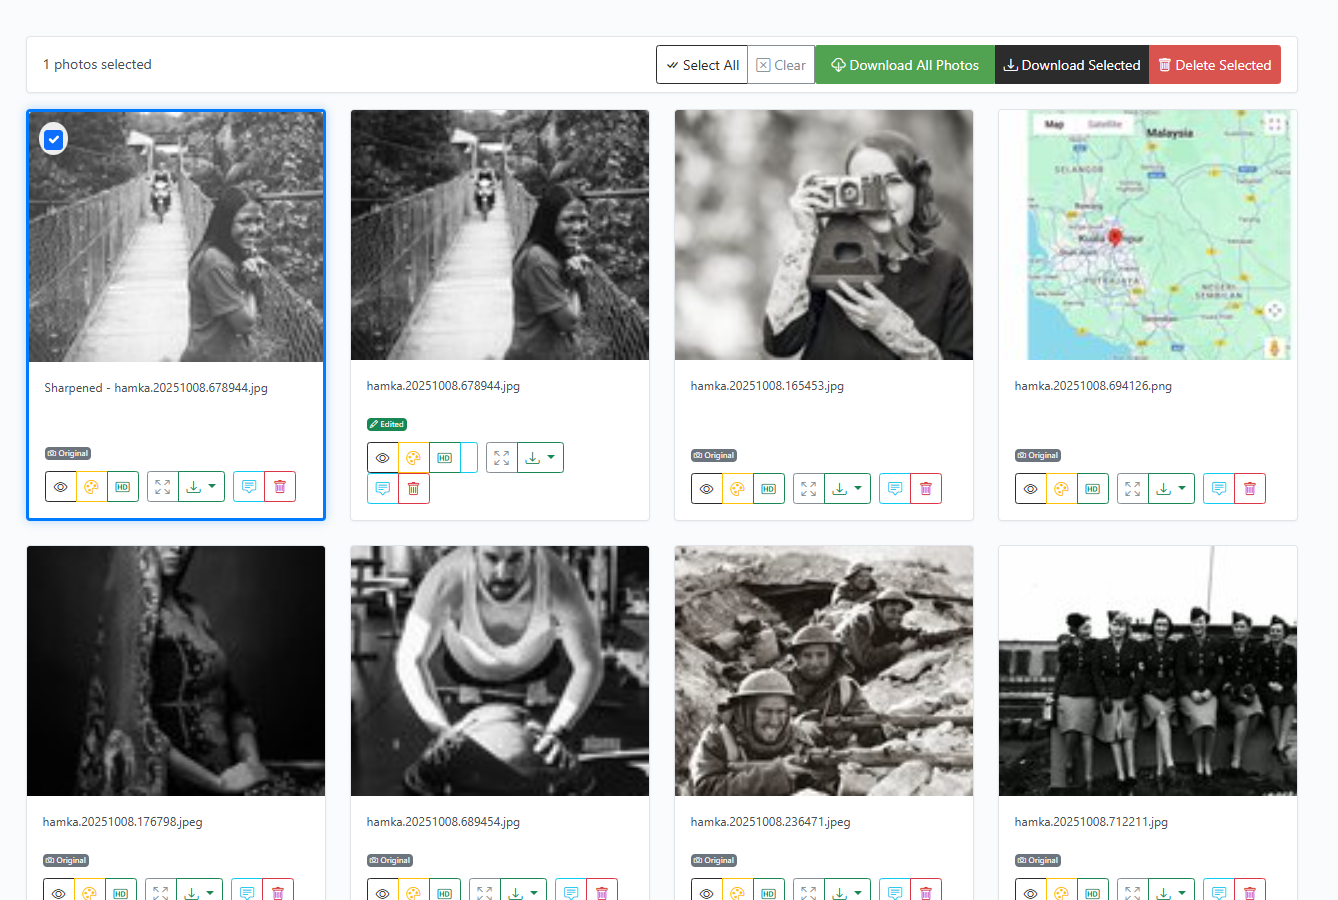 1 photos selected
Select All
Clear
Download All Photos
Download Selected
Delete Selected
Map
Satellite
Malaysia
SELANGOR
PUTRAJAYA
NEGERI
SEMBILAN
Sharpened - hamka.20251008.678944.jpg
Original
HD
hamka.20251008.678944.jpg
Edited
HD
hamka.20251008.165453.jpg
Original
HD
hamka.20251008.694126.png
Original
HD
hamka.20251008.176798.jpeg
Original
HD
hamka.20251008.689454.jpg
Original
HD
hamka.20251008.236471.jpeg
Original
HD
hamka.20251008.712211.jpg
Original
HD